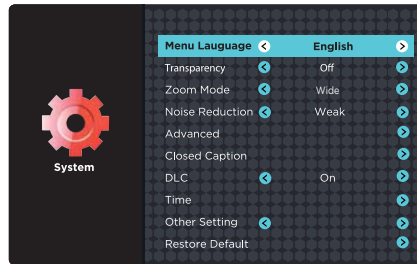 Menu Lauguage English
Transparency Off
Zoom Mode Wide
Noise Reduction Weak
Advanced
Closed Caption
System
DLC On
Time
Other Setting
Restore Default